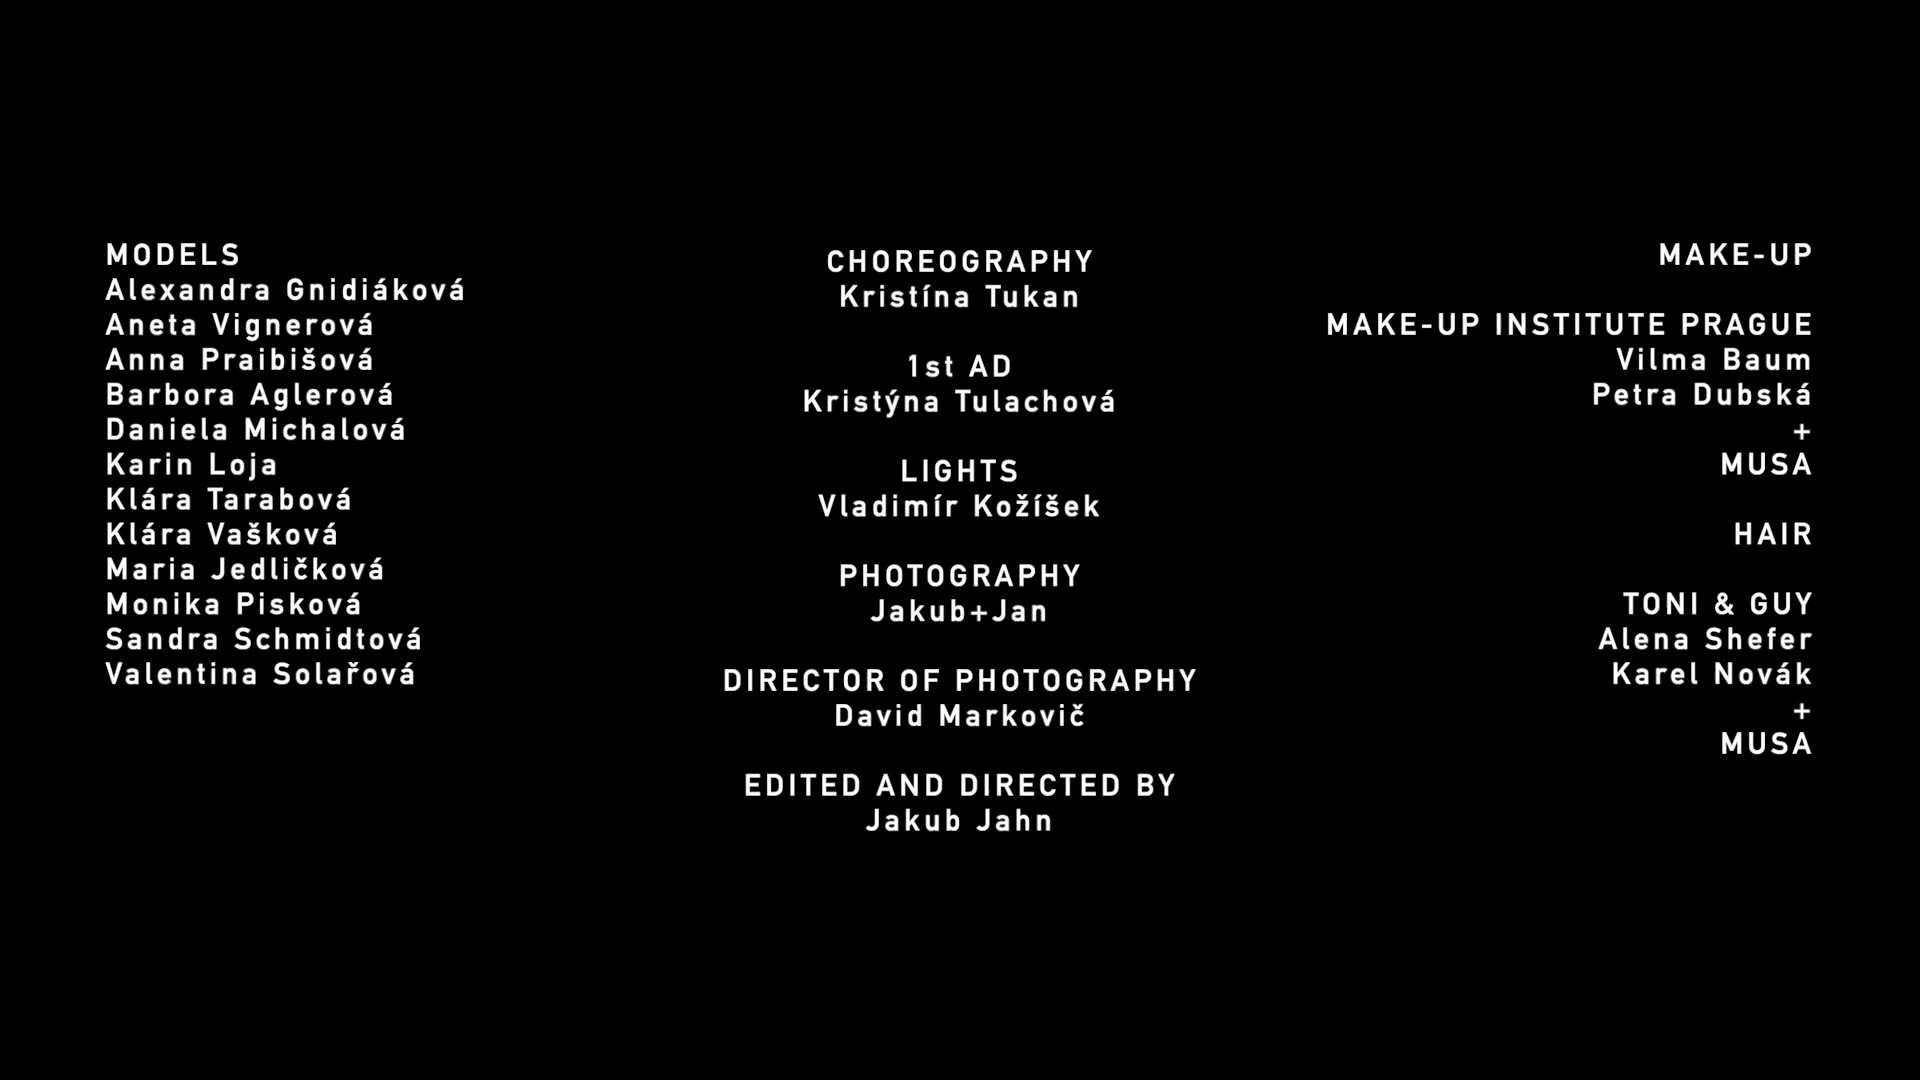 MODELS
Alexandra Gnidiáková
Aneta Vignerová
Anna Praibišová
Barbora Aglerová
Daniela Michalová
Karin Loja
Klára Tarabová
Klára Vašková
Maria Jedličková
Monika Pisková
Sandra Schmidtová
Valentina Solařová
CHOREOGRAPHY
Kristína Tukan
1st AD
Kristýna Tulachová
LIGHTS
Vladimír Kožíšek
PHOTOGRAPHY
Jakub+Jan
DIRECTOR OF PHOTOGRAPHY
David Markovič
EDITED AND DIRECTED BY
Jakub Jahn
MAKE-UP
MAKE-UP INSTITUTE PRAGUE
Vilma Baum
Petra Dubská
+
MUSA
HAIR
TONI & GUY
Alena Shefer
Karel Novák
+
MUSA